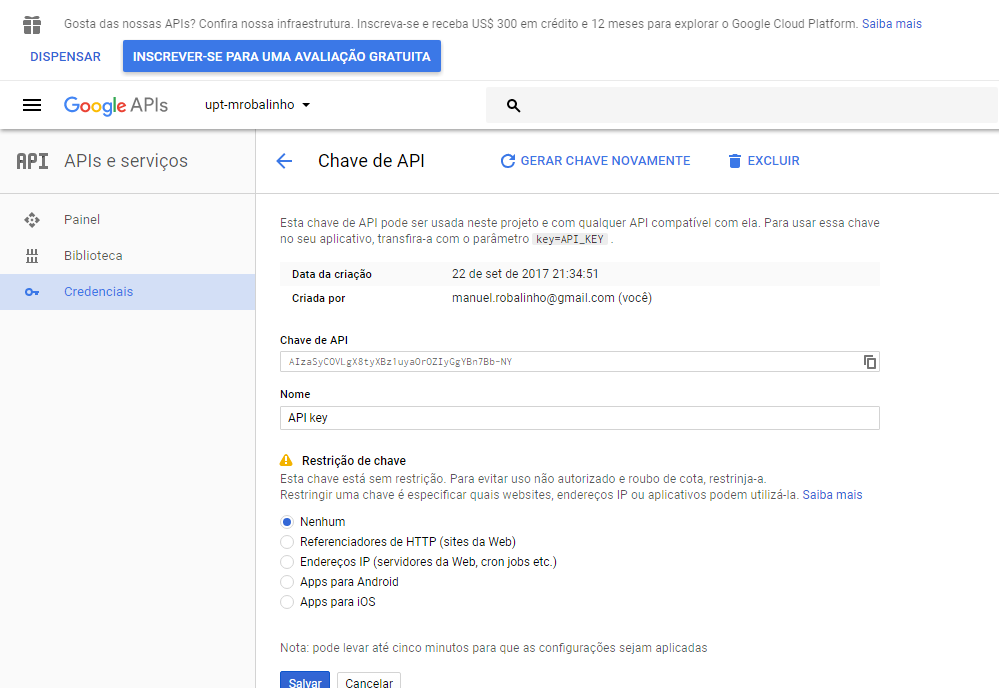 Gosta das nossas APIs? Confira nossa infraestrutura. Inscreva-se e receba US$ 300 em crédito e 12 meses para explorar o Google Cloud Platform. Saiba mais
DISPENSAR
INSCREVER-SE PARA UMA AVALIAÇÃO GRATUITA
Google APIs
upt-mrobalinho
API
APIs e serviços
Chave de API
GERAR CHAVE NOVAMENTE
EXCLUIR
Painel
Biblioteca
Credenciais
Esta chave de API pode ser usada neste projeto e com qualquer API compatível com ela. Para usar essa chave
no seu aplicativo, transfira-a com o parâmetro key=API_KEY .
Data da criação 22 de set de 2017 21:34:51
Criada por manuel.robalinho@gmail.com (você)
Chave de API
Nome
API key
Restrição de chave
Esta chave está sem restrição. Para evitar uso não autorizado e roubo de cota, restrinja-a.
Restringir uma chave é especificar quais websites, endereços IP ou aplicativos podem utilizá-la. Saiba mais
Nenhum
Referenciadores de HTTP (sites da Web)
Endereços IP (servidores da Web, cron jobs etc.)
Apps para Android
Apps para iOS
Nota: pode levar até cinco minutos para que as configurações sejam aplicadas
Salvar
Cancelar